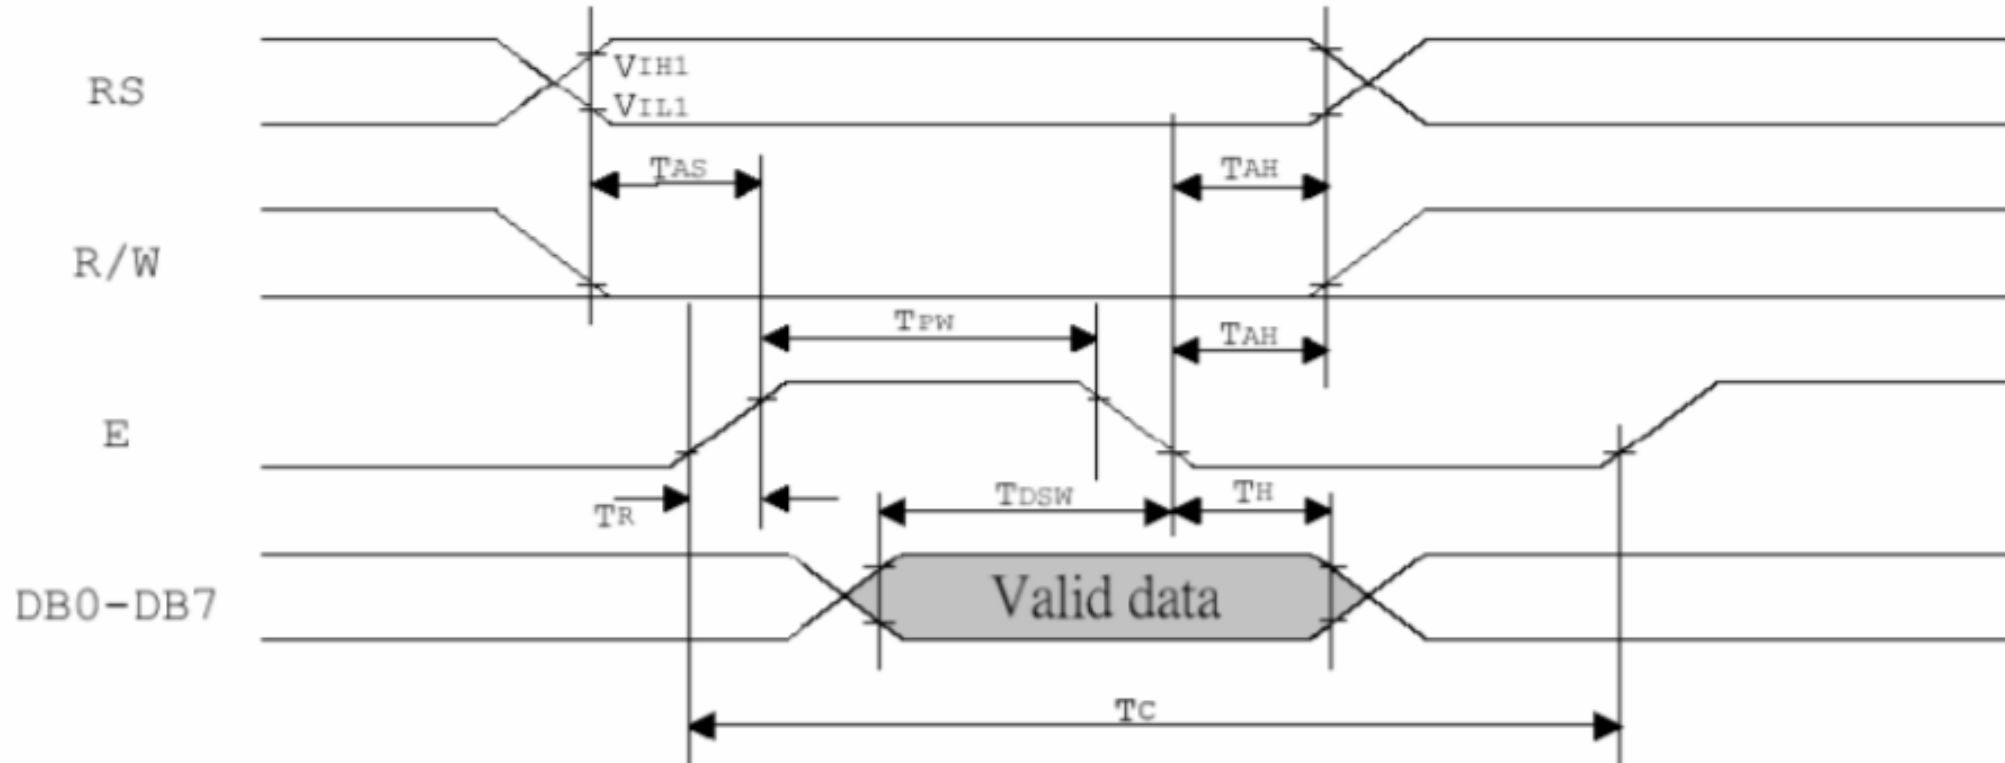 RS
VIH1
VIL1
TAS
TAH
R/W
TPW
TAH
E
TR
TDSW
TH
DB0-DB7
Valid data
TC